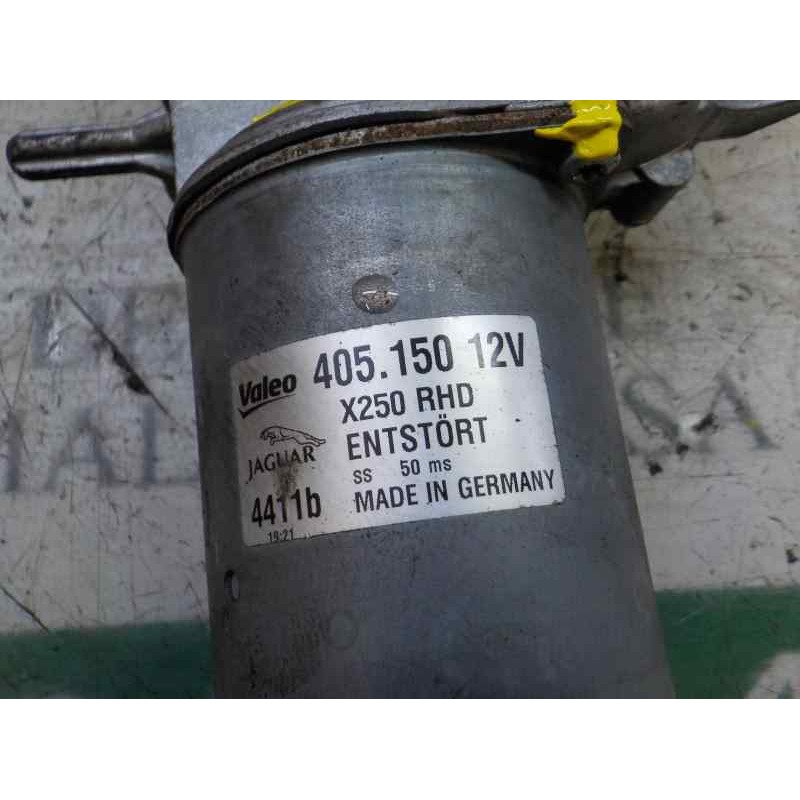 Valeo 405.150 12V
X250 RHD
JAGUAR ENTSTÖRT
SS 50 ms
4411b MADE IN GERMANY
19:21